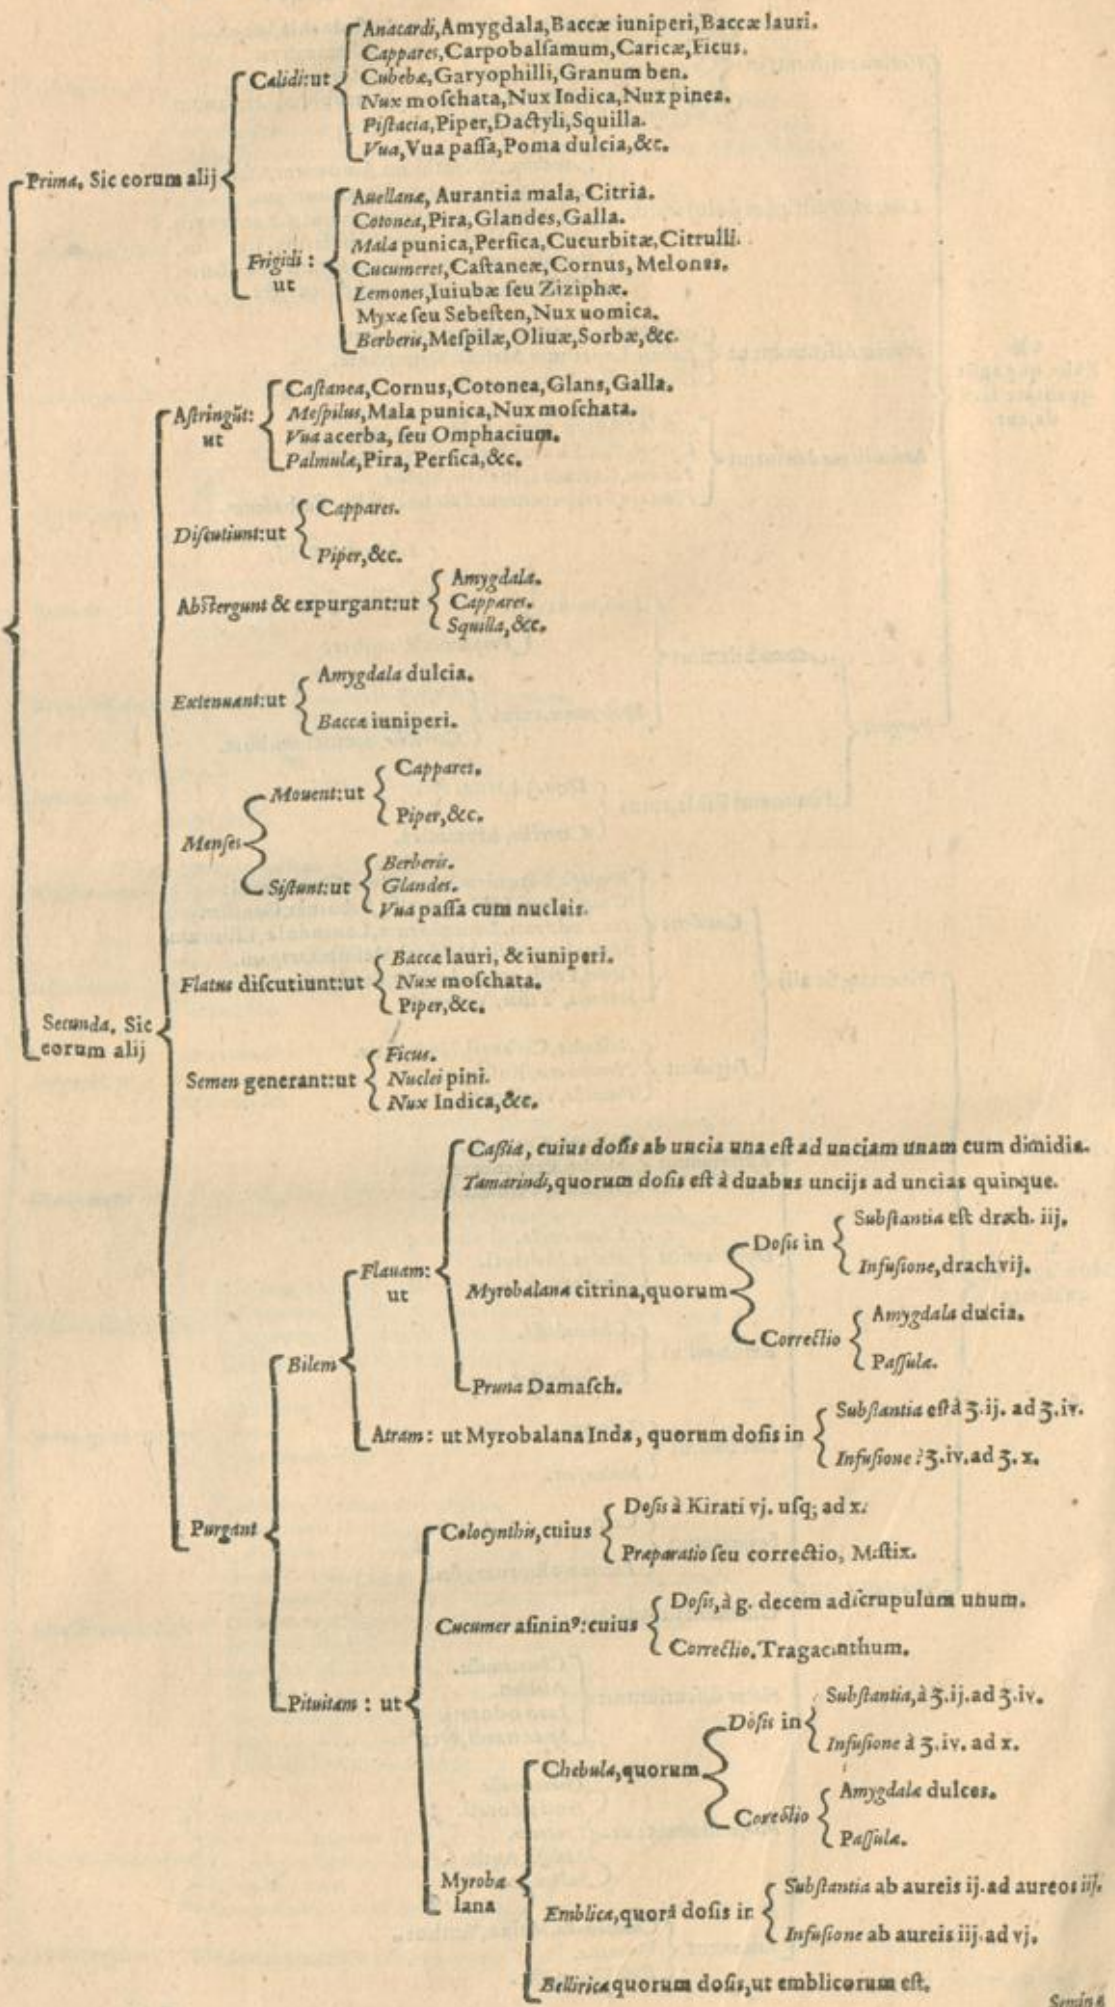 Prima. Sic eorum alij
Calidi:ut
Anacardi,Amygdala,Baccæ iuniperi,Baccæ lauri.
Cappares,Carpobalſamum,Caricæ,Ficus.
Cubebæ,Garyophilli,Granum ben.
Nux moſchata,Nux Indica,Nux pinea.
Piſtacia,Piper,Dactyli,Squilla.
Vua,Vua paſſa,Poma dulcia,&c.
Frigidi :
ut
Auellanæ, Aurantia mala, Citria.
Cotonea,Pira,Glandes,Galla.
Mala punica,Perſica,Cucurbitæ,Citrulli.
Cucumeres,Caſtaneæ,Cornus, Melones.
Lemones,Iuiubæ ſeu Ziziphæ.
Myxæ ſeu Sebeſten,Nux uomica.
Berberis,Meſpilæ,Oliuæ,Sorbæ,&c.
Secunda. Sic
eorum alij
Aſtringũt:
ut
Caſtanea,Cornus,Cotonea,Glans,Galla.
Meſpilus,Mala punica,Nux moſchata.
Vua acerba, ſeu Omphacium.
Palmulæ,Pira, Perſica,&c.
Diſcutiunt:ut
Cappares.
Piper,&c.
Abſtergunt & expurgant:ut
Amygdalæ.
Cappares.
Squilla,&c.
Extenuant:ut
Amygdala dulcia.
Baccæ iuniperi.
Menſes
Mouent:ut
Cappares.
Piper,&c.
Siſtunt:ut
Berberis.
Glandes.
Vua paſſa cum nucleis.
Flatus diſcutiunt:ut
Baccæ lauri, & iuniperi.
Nux moſchata.
Piper,&c.
Semen generant:ut
Ficus.
Nuclei pini.
Nux Indica,&c.
Purgant
Bilem
Flauam:
ut
Caſſia, cuius doſis ab uncia una eſt ad unciam unam cum dimidia.
Tamarindi,quorum doſis eſt à duabus uncijs ad uncias quinque.
Myrobalana citrina,quorum
Doſis in
Subſtantia eſt drach. iij.
Infuſione,drach vij.
Correctio
Amygdala dulcia.
Paſſulæ.
Pruna Damaſch.
Atram: ut Myrobalana Inda, quorum doſis in
Subſtantia eſt à ʒ.ij. ad ʒ.iv.
Infuſione à ʒ.iv.ad ʒ.x.
Pituitam : ut
Colocynthis,cuius
Doſis à Kirati vj. uſq; ad x.
Præparatio ſeu correctio, Maſtix.
Cucumer aſininꝰ:cuius
Doſis,à g. decem ad ſcrupulum unum.
Correctio.Tragacanthum.
Myroba
lana
Chebula,quorum
Doſis in
Subſtantia,à ʒ.ij.ad ʒ.iv.
Infuſione à ʒ.iv. ad x.
Corectio
Amygdalæ dulces.
Paſſulæ.
Emblica,quorũ doſis in
Subſtantia ab aureis ij.ad aureos iij.
Infuſione ab aureis iij.ad vj.
Bellirica quorum doſis,ut emblicorum eſt.
Semina